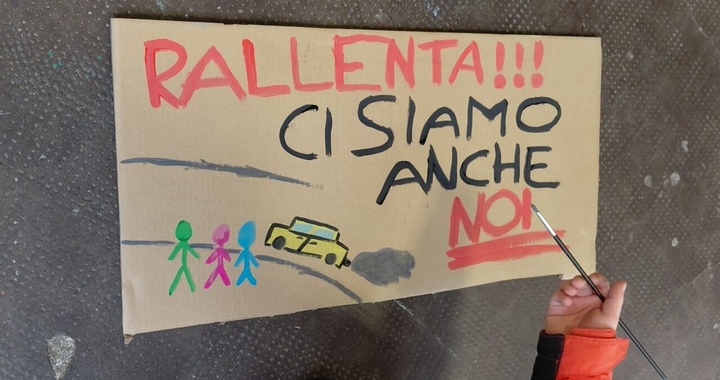 RALLENTA!!!
CI SIAMO
ANCHE
NOI